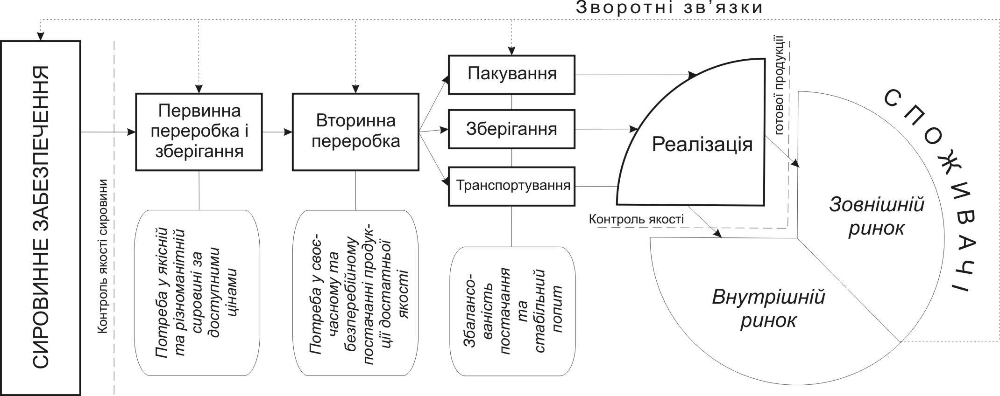 Зворотні зв’язки
СИРОВИННЕ ЗАБЕЗПЕЧЕННЯ
Контроль якості сировини
Первинна
переробка і
зберігання
Вторинна
переробка
Пакування
Зберігання
Транспортування
Реалізація
Контроль якості
готової продукції
СПОЖИВАЧІ
Зовнішній
ринок
Внутрішній
ринок
Потреба у якісній
та різноманітній
сировині за
доступними
цінами
Потреба у своє-
часному та
безперебійному
постачанні продук-
ції достатньої
якості
Збалансо-
ваність
постачання
та
стабільний
попит